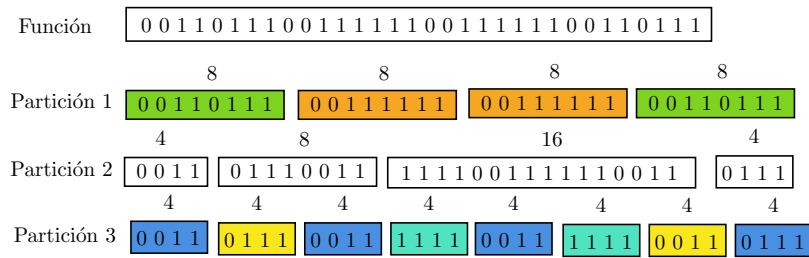 Función 0 0 1 1 0 1 1 1 0 0 1 1 1 1 1 1 0 0 1 1 1 1 1 1 0 0 1 1 0 1 1 1
8 8 8 8
Partición 1 0 0 1 1 0 1 1 1 0 0 1 1 1 1 1 1 0 0 1 1 1 1 1 1 0 0 1 1 0 1 1 1
4 8 16 4
Partición 2 0 0 1 1 0 1 1 1 0 0 1 1 1 1 1 1 0 0 1 1 1 1 1 1 0 0 1 1 0 1 1 1
4 4 4 4 4 4 4 4
Partición 3 0 0 1 1 0 1 1 1 0 0 1 1 1 1 1 1 0 0 1 1 1 1 1 1 0 0 1 1 0 1 1 1